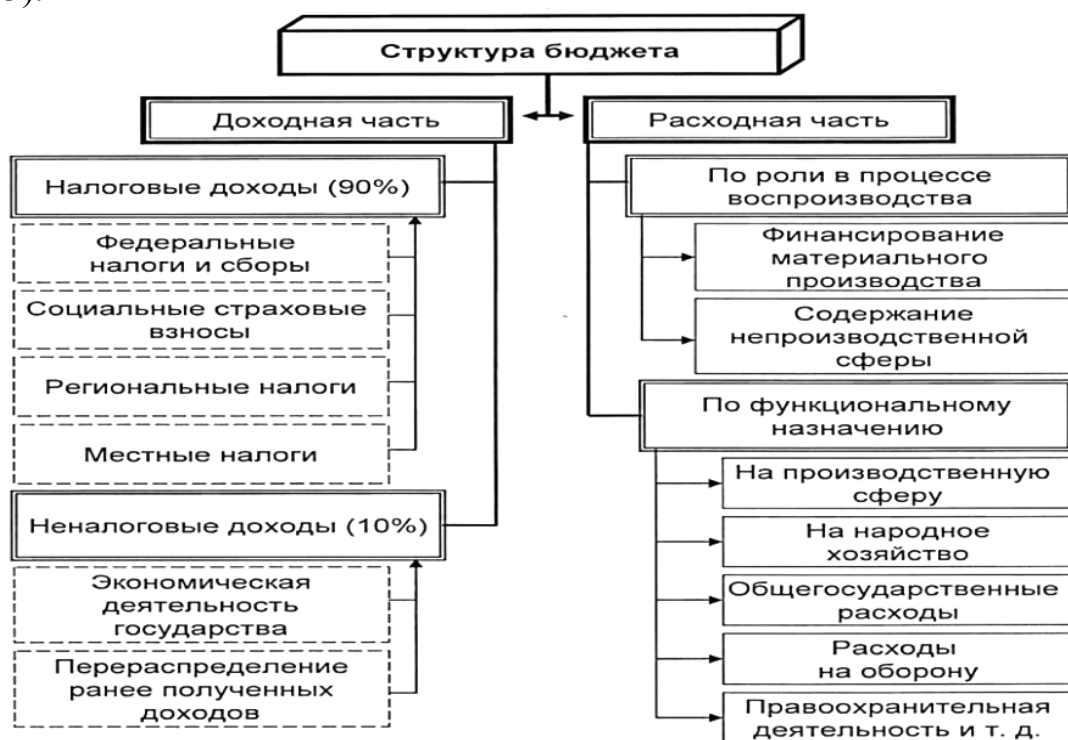 Структура бюджета
Доходная часть
Расходная часть
Налоговые доходы (90%)
Федеральные
налоги и сборы
Социальные страховые
взносы
Региональные налоги
Местные налоги
Неналоговые доходы (10%)
Экономическая
деятельность
государства
Перераспределение
ранее полученных
доходов
По роли в процессе
воспроизводства
Финансирование
материального
производства
Содержание
непроизводственной
сферы
По функциональному
назначению
На производственную
сферу
На народное
хозяйство
Общегосударственные
расходы
Расходы
на оборону
Правоохранительная
деятельность и т. д.